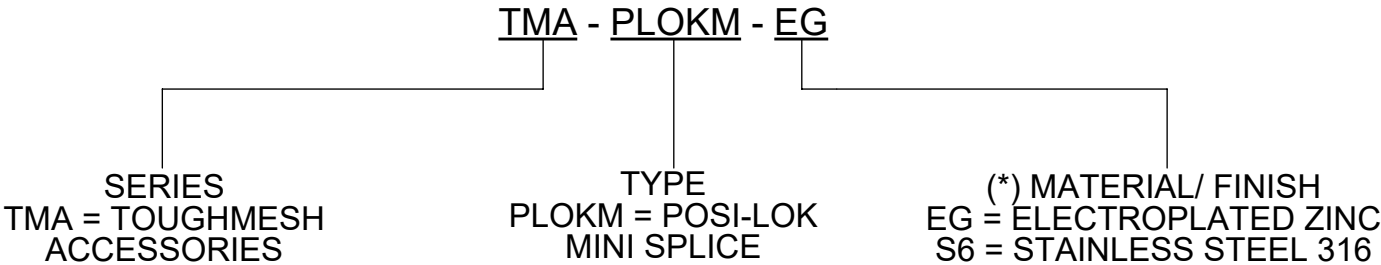 TMA - PLOKM - EG
SERIES
TMA = TOUGHMESH
ACCESSORIES
TYPE
PLOKM = POSI-LOK
MINI SPLICE
(*) MATERIAL/ FINISH
EG = ELECTROPLATED ZINC
S6 = STAINLESS STEEL 316